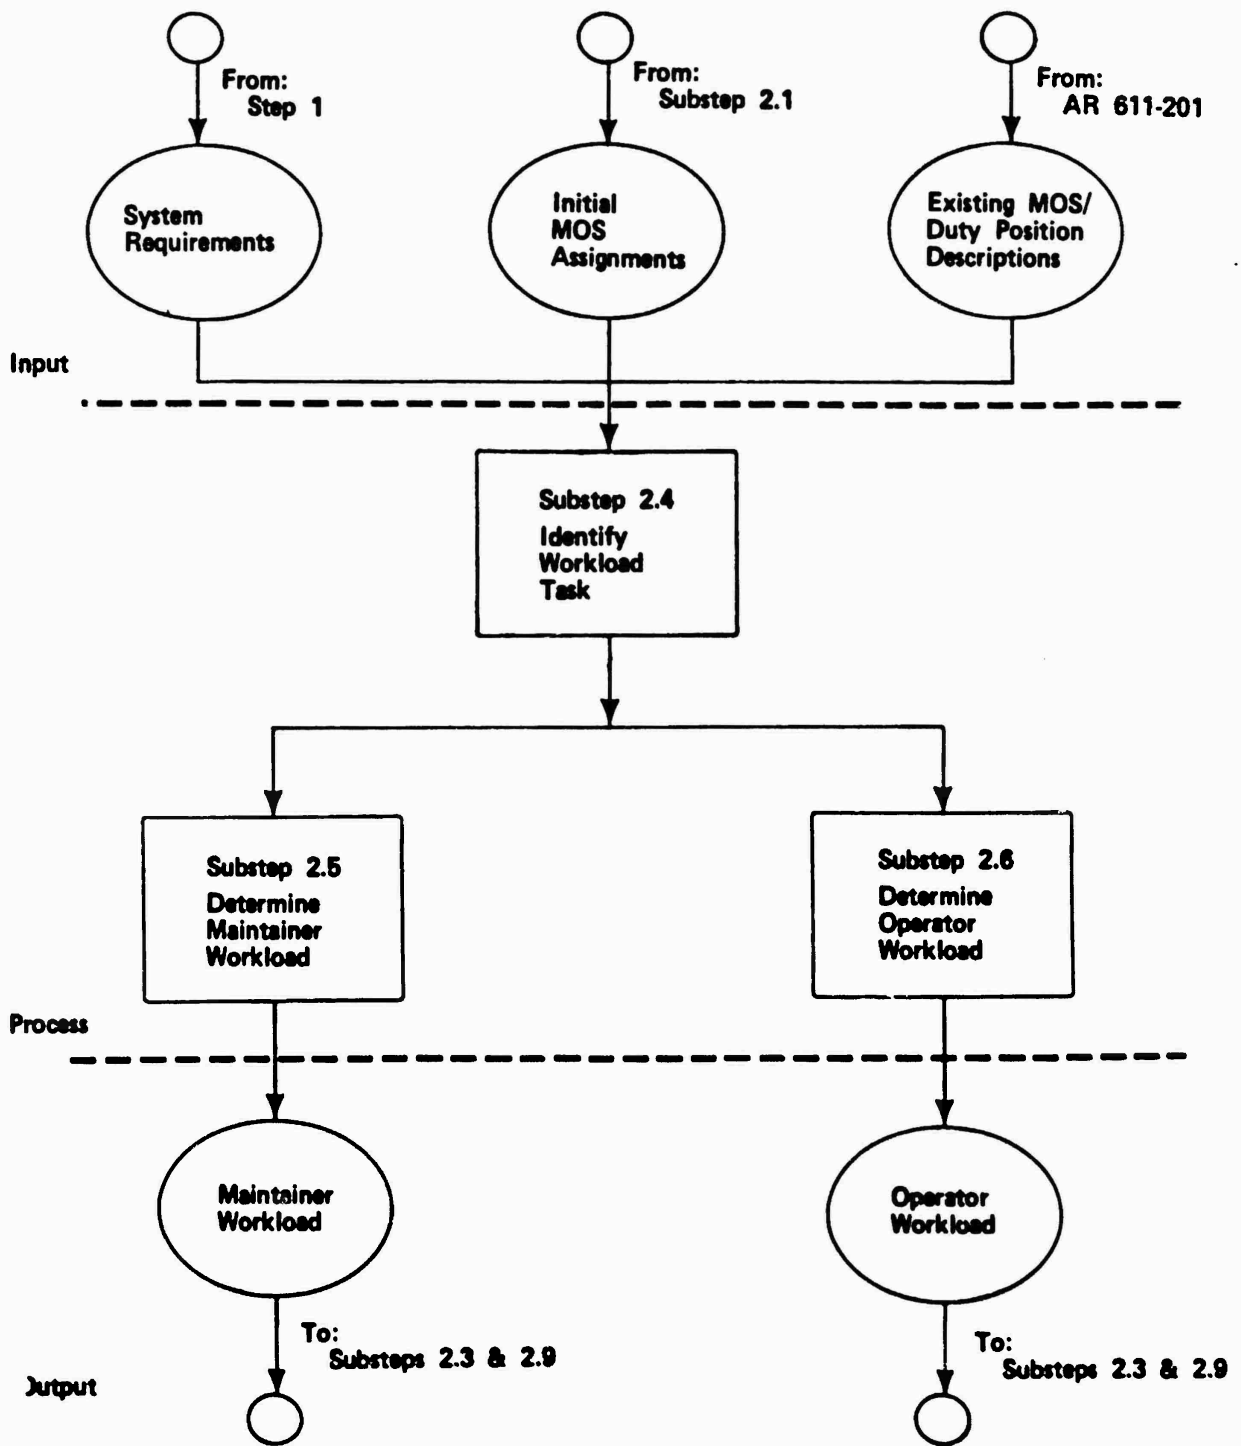 From:
Step 1
From:
Substep 2.1
From:
AR 611-201
System
Requirements
Initial
MOS
Assignments
Existing MOS/
Duty Position
Descriptions
Input
Substep 2.4
Identify
Workload
Task
Substep 2.5
Determine
Maintainer
Workload
Substep 2.6
Determine
Operator
Workload
Process
Maintainer
Workload
Operator
Workload
To:
Substeps 2.3 & 2.9
To:
Substeps 2.3 & 2.9
Output